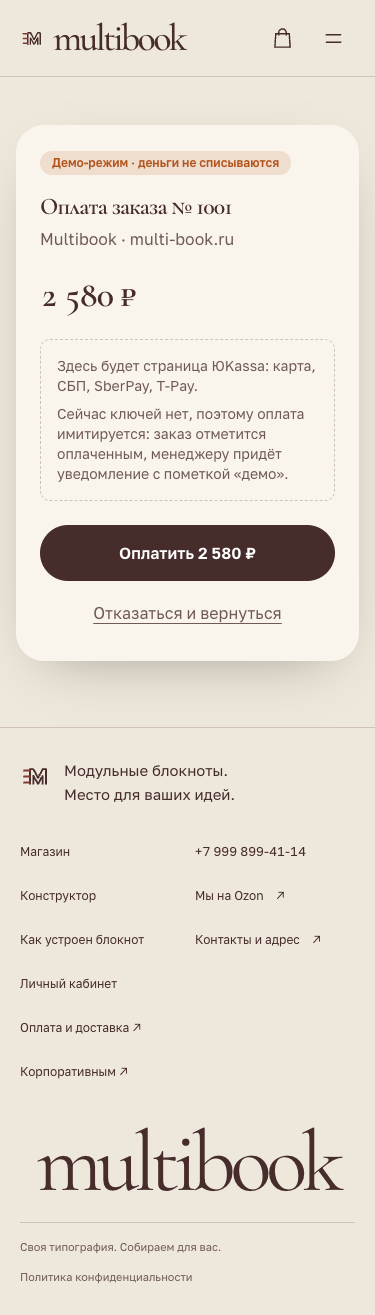 multibook
Демо-режим · деньги не списываются
Оплата заказа № 1001
Multibook · multi-book.ru
2 580 ₽
Здесь будет страница ЮKassa: карта,
СБП, SberPay, T-Pay.
Сейчас ключей нет, поэтому оплата
имитируется: заказ отметится
оплаченным, менеджеру придёт
уведомление с пометкой «демо».
Оплатить 2 580 ₽
Отказаться и вернуться
Модульные блокноты.
Место для ваших идей.
Магазин
+7 999 899-41-14
Конструктор
Мы на Ozon ↗
Как устроен блокнот
Контакты и адрес ↗
Личный кабинет
Оплата и доставка ↗
Корпоративным ↗
multibook
Своя типография. Собираем для вас.
Политика конфиденциальности